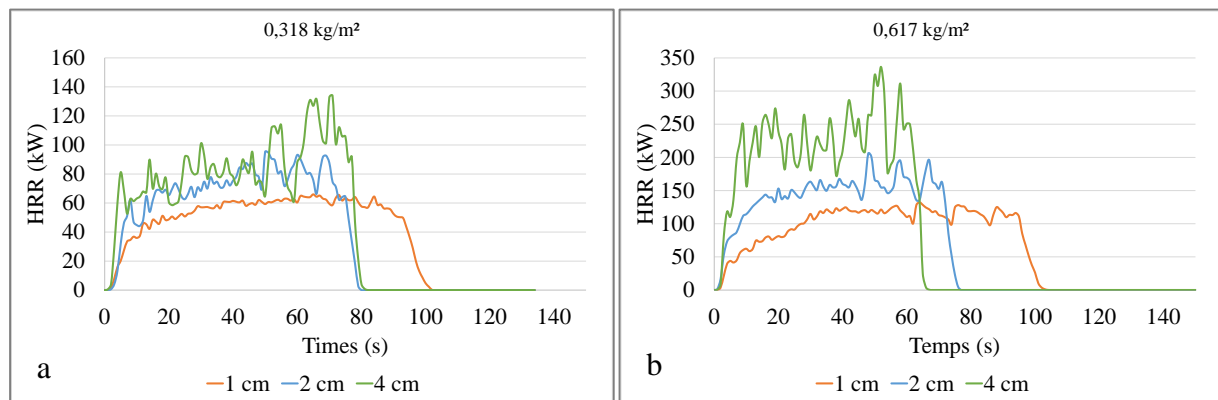 0,318 kg/m²
160
140
120
100
80
60
40
20
0
HRR (kW)
0 20 40 60 80 100 120 140
Times (s)
a
1 cm 2 cm 4 cm
0,617 kg/m²
350
300
250
200
150
100
50
0
HRR (kW)
0 20 40 60 80 100 120 140
Temps (s)
b
1 cm 2 cm 4 cm